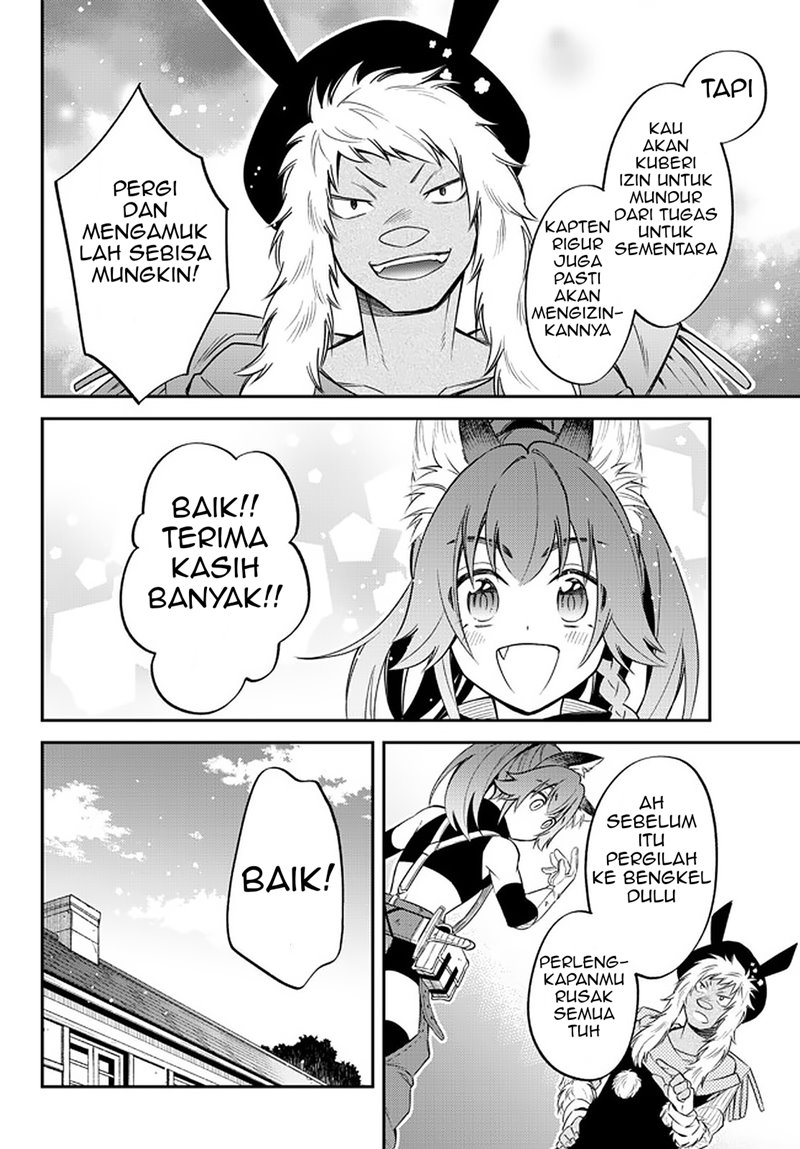 TAPI
KAU
AKAN
KUBERI
IZIN UNTUK
MUNDUR
DARI TUGAS
UNTUK
SEMENTARA
KAPTEN
RIGUR
JUGA
PASTI
AKAN
MENGIZIN-
KANNYA
PERGI
DAN
MENGAMUK
LAH SEBISA
MUNGKIN!
BAIK!!
TERIMA
KASIH
BANYAK!!
AH
SEBELUM
ITU
PERGILAH
KE BENGKEL
DULU
PERLENG-
KAPANMU
RUSAK
SEMUA
TUH
BAIK!